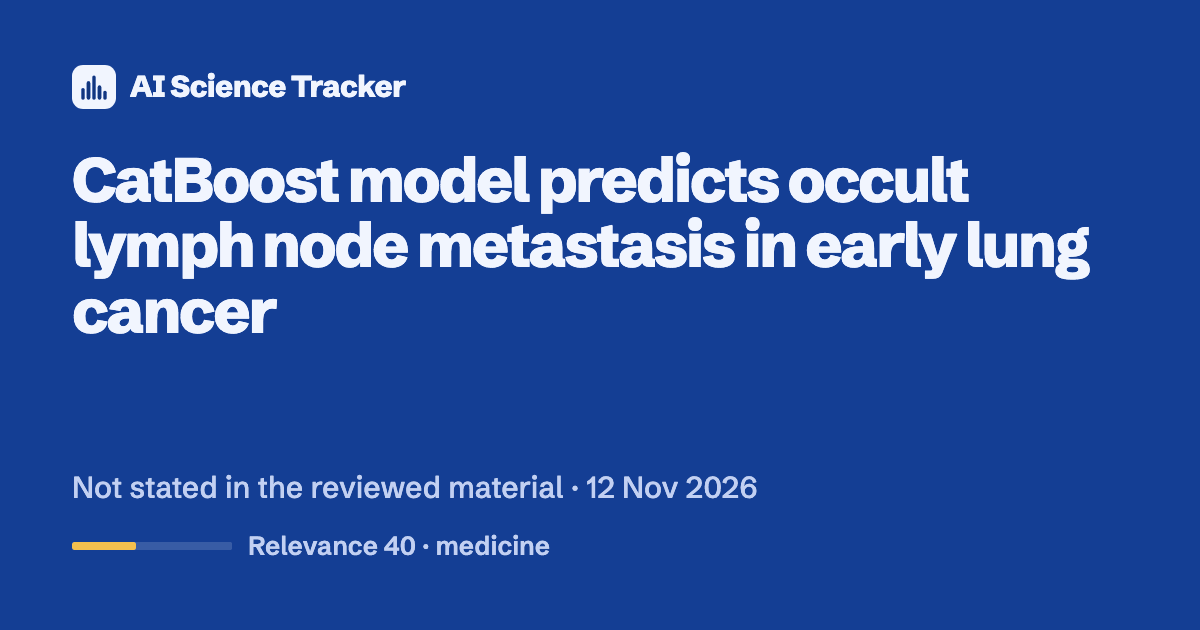 AI Science Tracker
CatBoost model predicts occult
lymph node metastasis in early lung
cancer
Not stated in the reviewed material · 12 Nov 2026
Relevance 40 · medicine